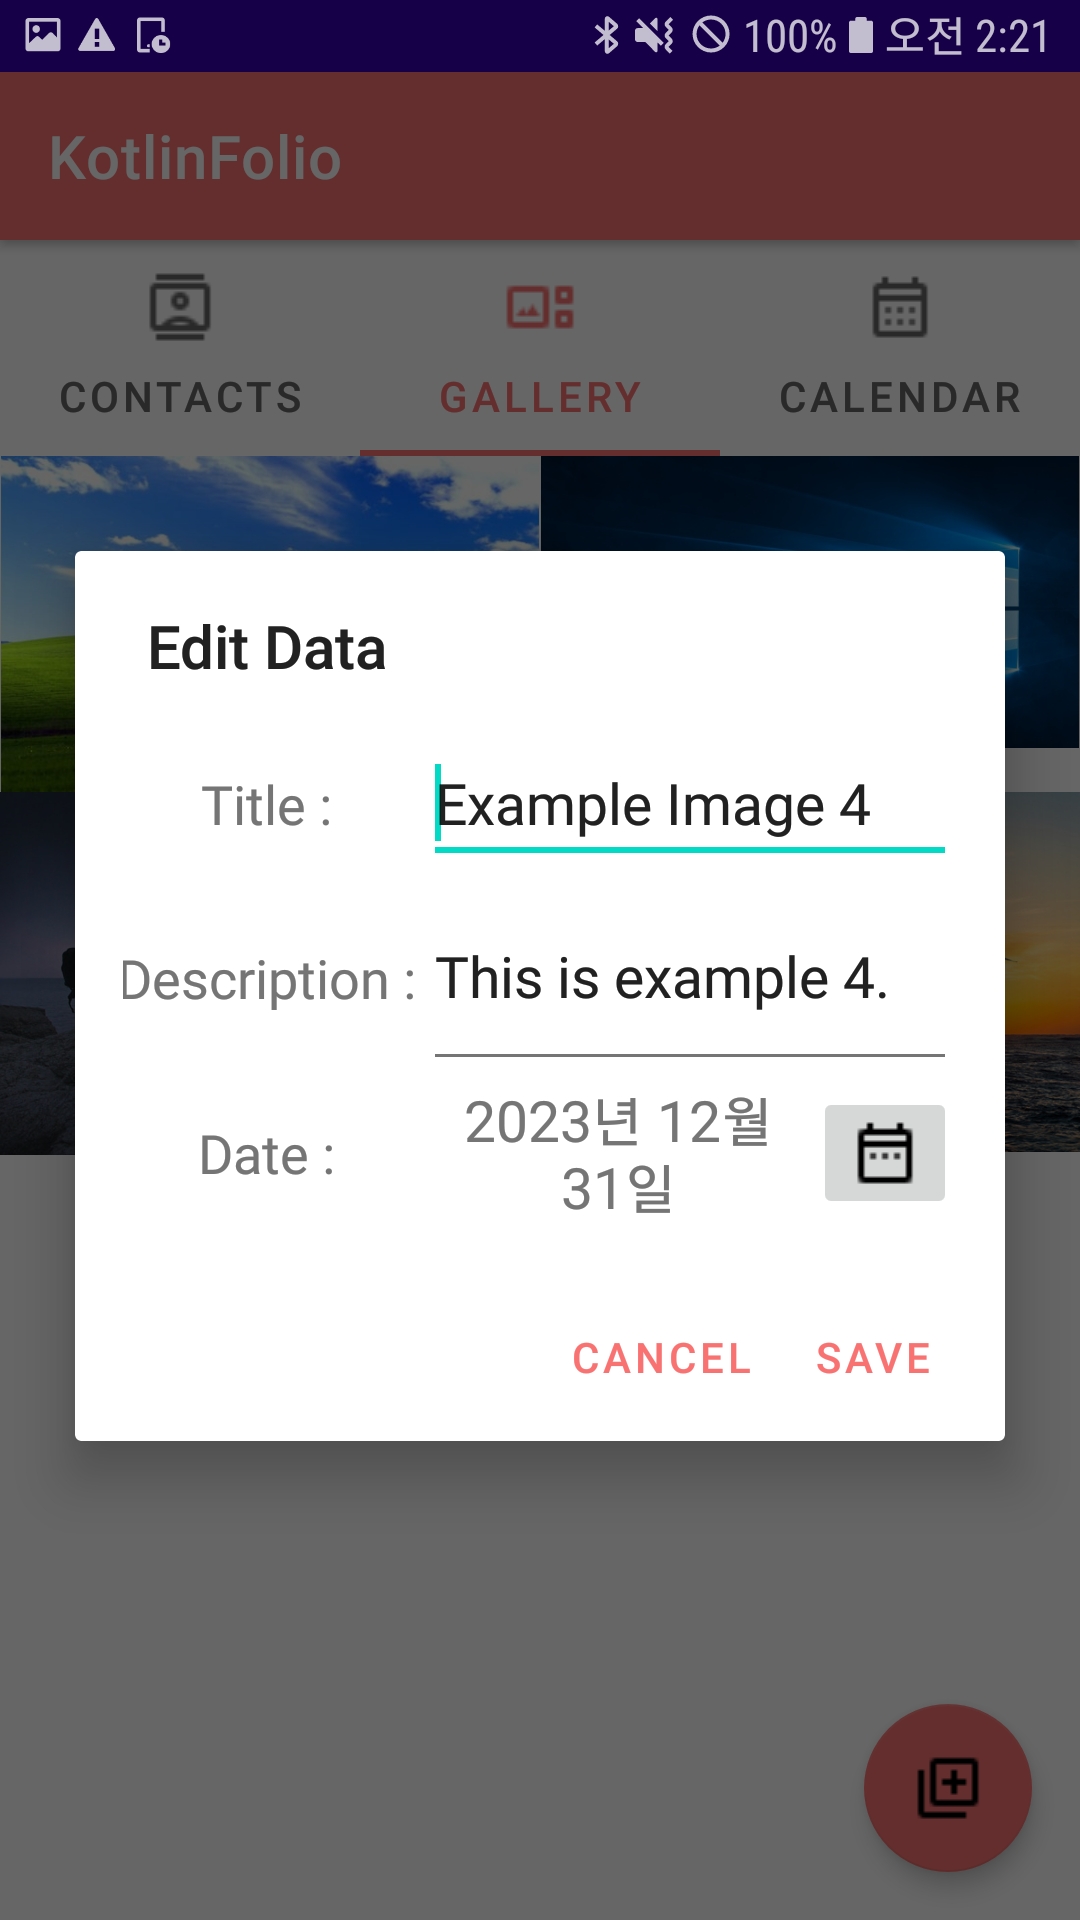 100% 오전 2:21
KotlinFolio
CONTACTS GALLERY CALENDAR
Edit Data
Title : Example Image 4
Description : This is example 4.
Date : 2023년 12월
31일
CANCEL SAVE